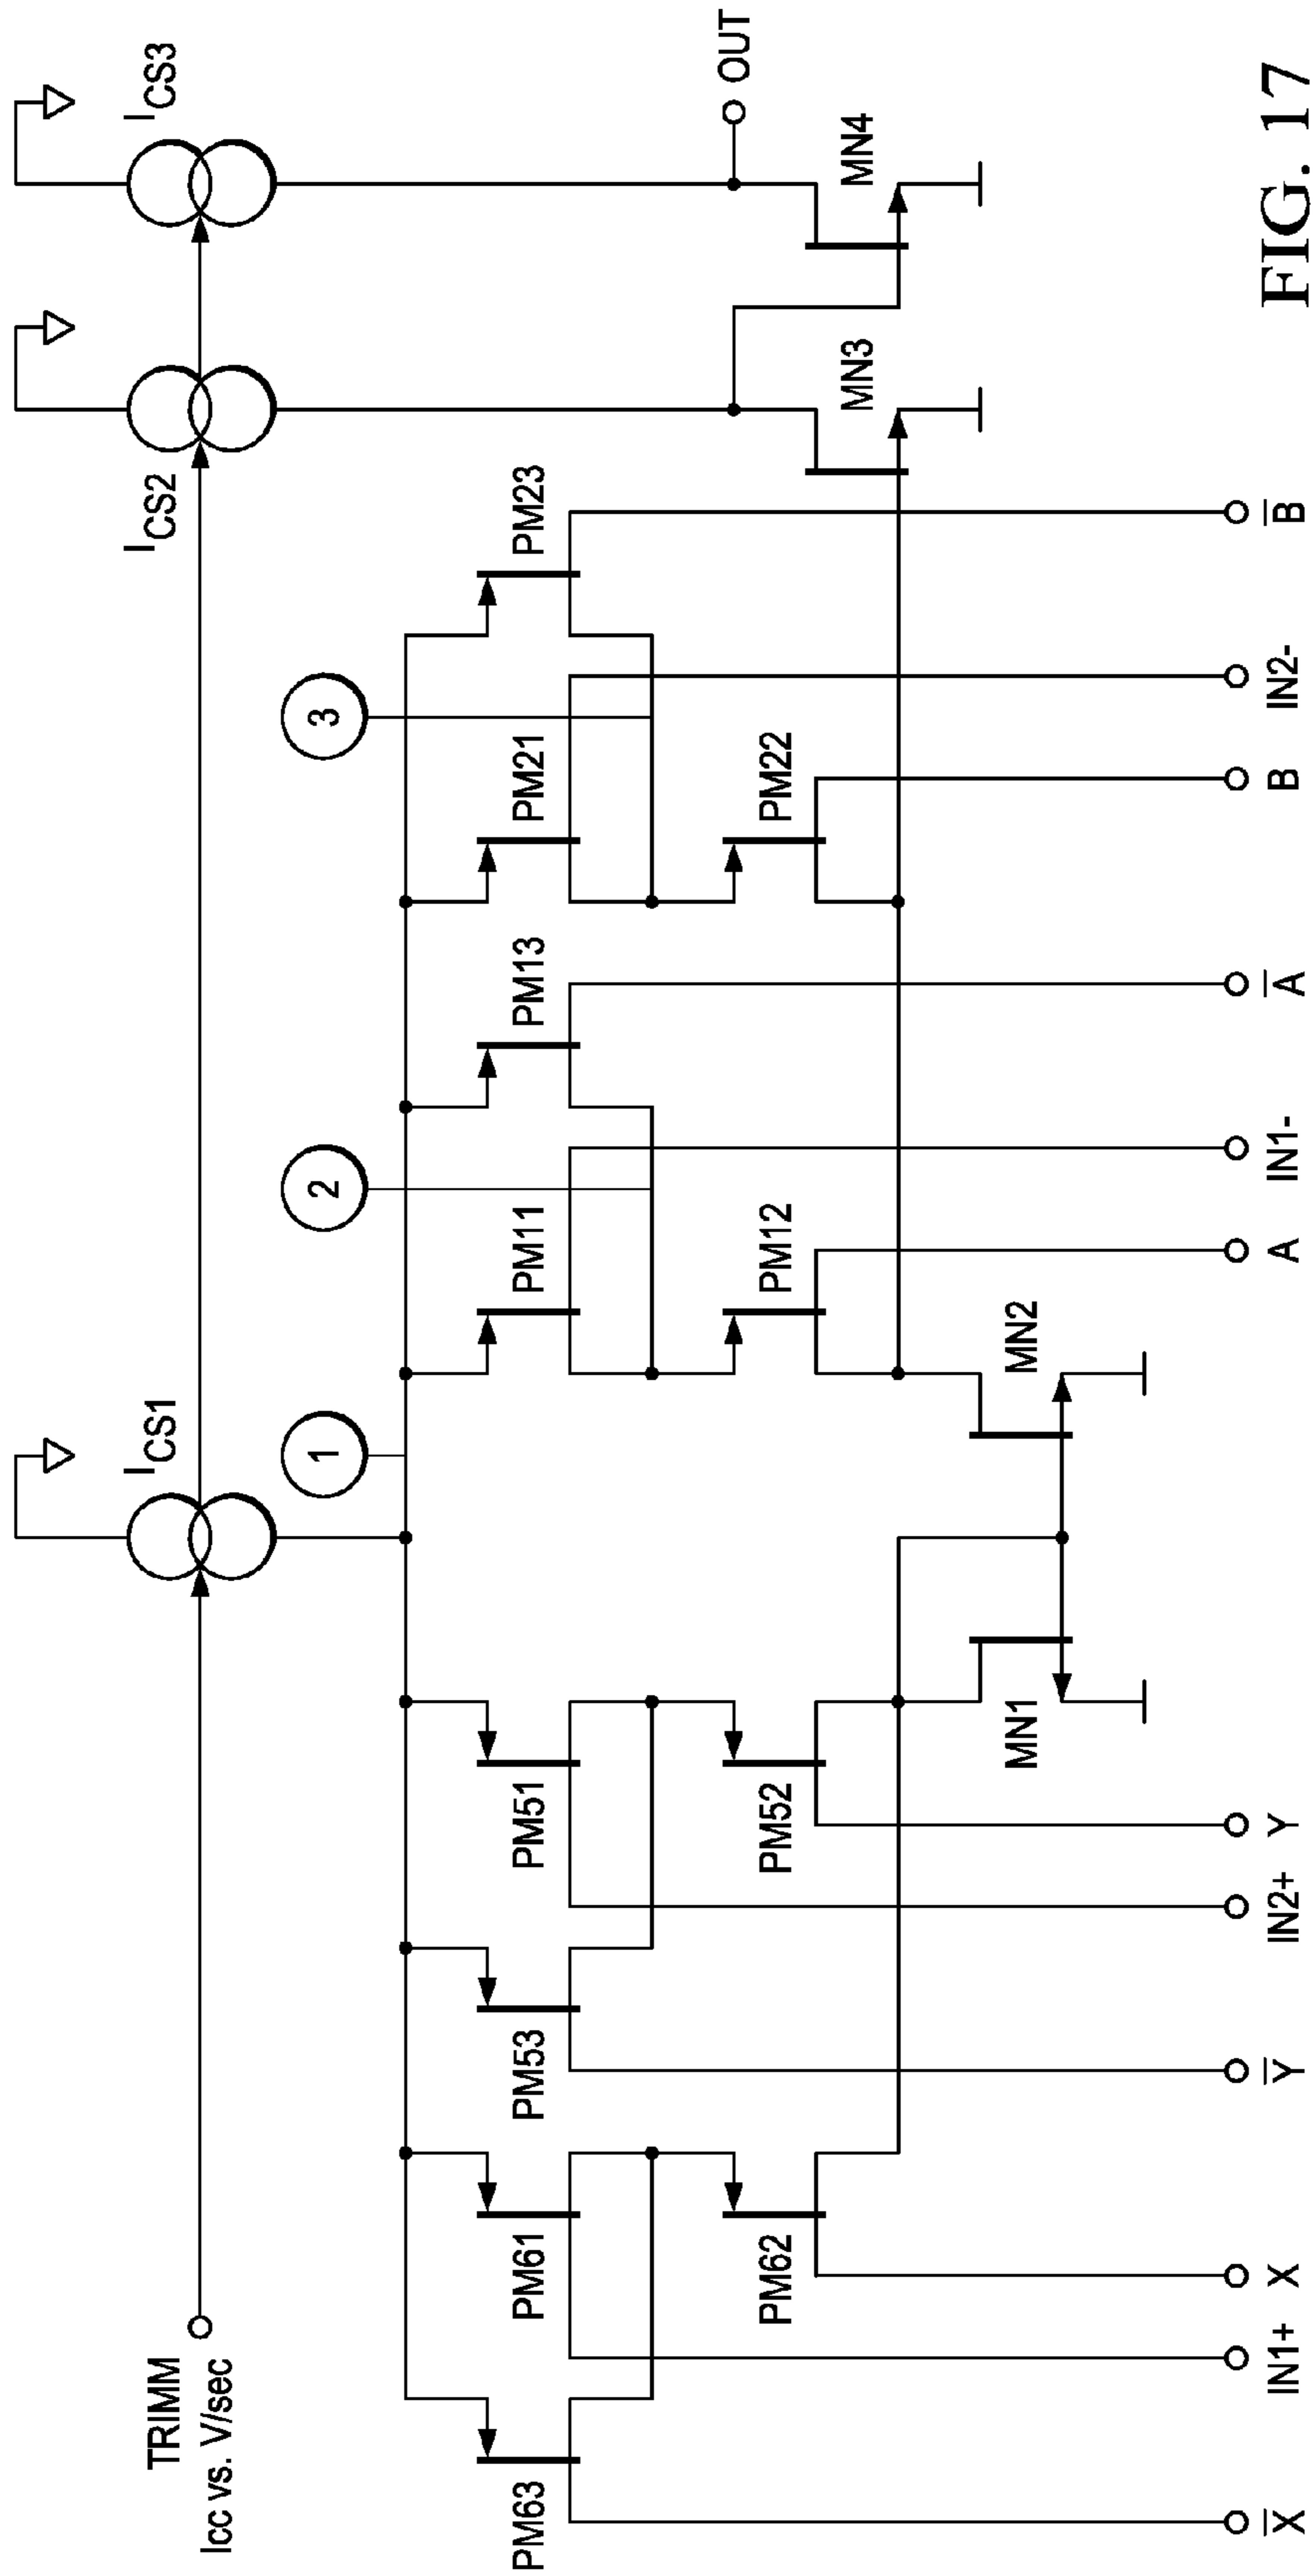 TRIMM
Icc vs. V/sec
ICS1
ICS2
ICS3
1
2
3
PM63
PM61
PM53
PM51
PM11
PM13
PM21
PM23
PM62
PM52
PM12
PM22
MN1
MN2
MN3
MN4
OUT
X̅
IN1+
X
Y̅
IN2+
Y
A
IN1-
A̅
B
IN2-
B̅
FIG. 17